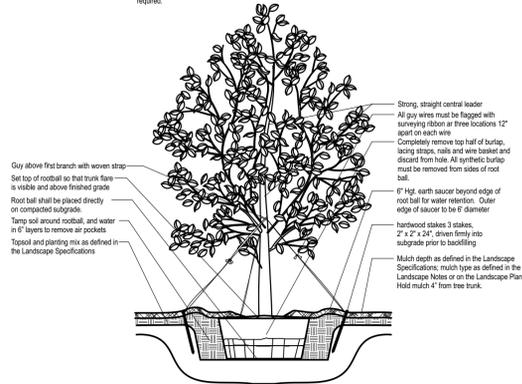 required.
Guy above first branch with woven strap
Set top of rootball so that trunk flare
is visible and above finished grade
Root ball shall be placed directly
on compacted subgrade.
Tamp soil around rootball, and water
in 6" layers to remove air pockets
Topsoil and planting mix as defined in
the Landscape Specifications
Strong, straight central leader
All guy wires must be flagged with
surveying ribbon ar three locations 12"
apart on each wire
Completely remove top half of burlap,
lacing straps, nails and wire basket and
discard from hole. All synthetic burlap
must be removed from sides of root
ball.
6" Hgt. earth saucer beyond edge of
root ball for water retention. Outer
edge of saucer to be 6' diameter
hardwood stakes 3 stakes,
2" x 2" x 24", driven firmly into
subgrade prior to backfilling
Mulch depth as defined in the Landscape
Specifications; mulch type as defined in the
Landscape Notes or on the Landscape Plan
Hold mulch 4" from tree trunk.